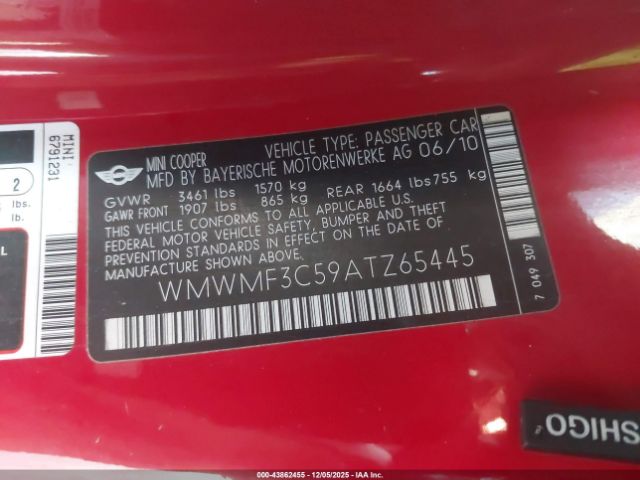 MINI COOPER VEHICLE TYPE: PASSENGER CAR
MFD BY BAYERISCHE MOTORENWERKE AG 06/10
GVWR 3461 lbs 1570 kg
GAWR FRONT 1907 lbs 865 kg REAR 1664 lbs 755 kg
THIS VEHICLE CONFORMS TO ALL APPLICABLE
FEDERAL MOTOR VEHICLE SAFETY, BUMPER AND THEFT
PREVENTION STANDARDS IN EFFECT ON THE DATE
OF MANUFACTURE SHOWN ABOVE.
WMWMF3C59ATZ65445
7 049 307
MINI
6791231
2
lbs.
SHIGO
000-43862455 - 12/05/2025 - IAAI - Copart